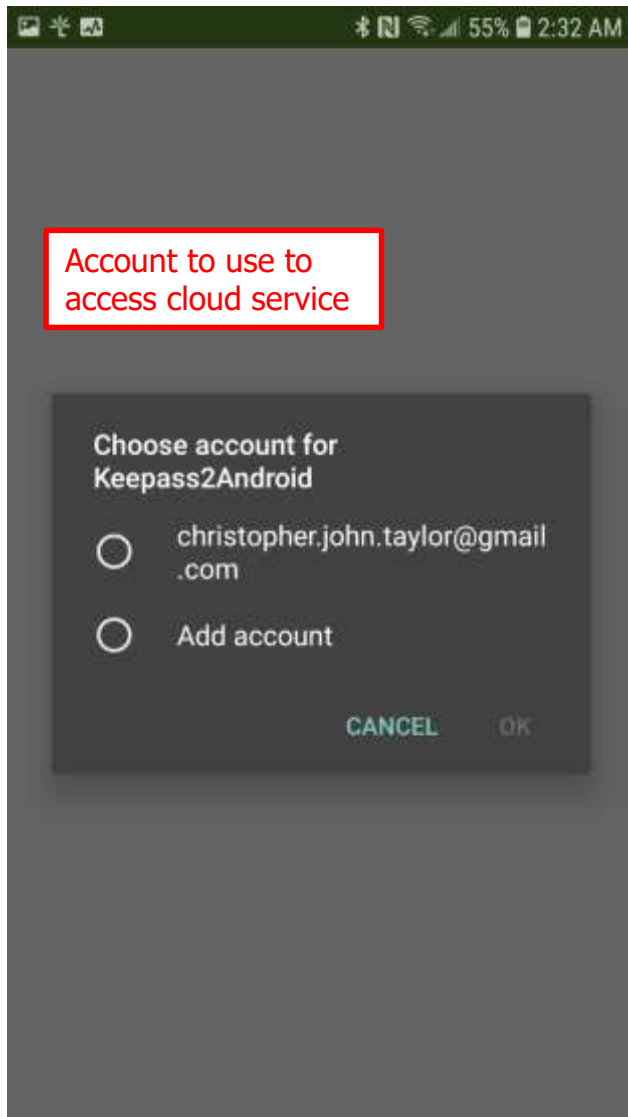 55% 2:32 AM
Account to use to
access cloud service
Choose account for
Keepass2Android
christopher.john.taylor@gmail
.com
Add account
CANCEL OK